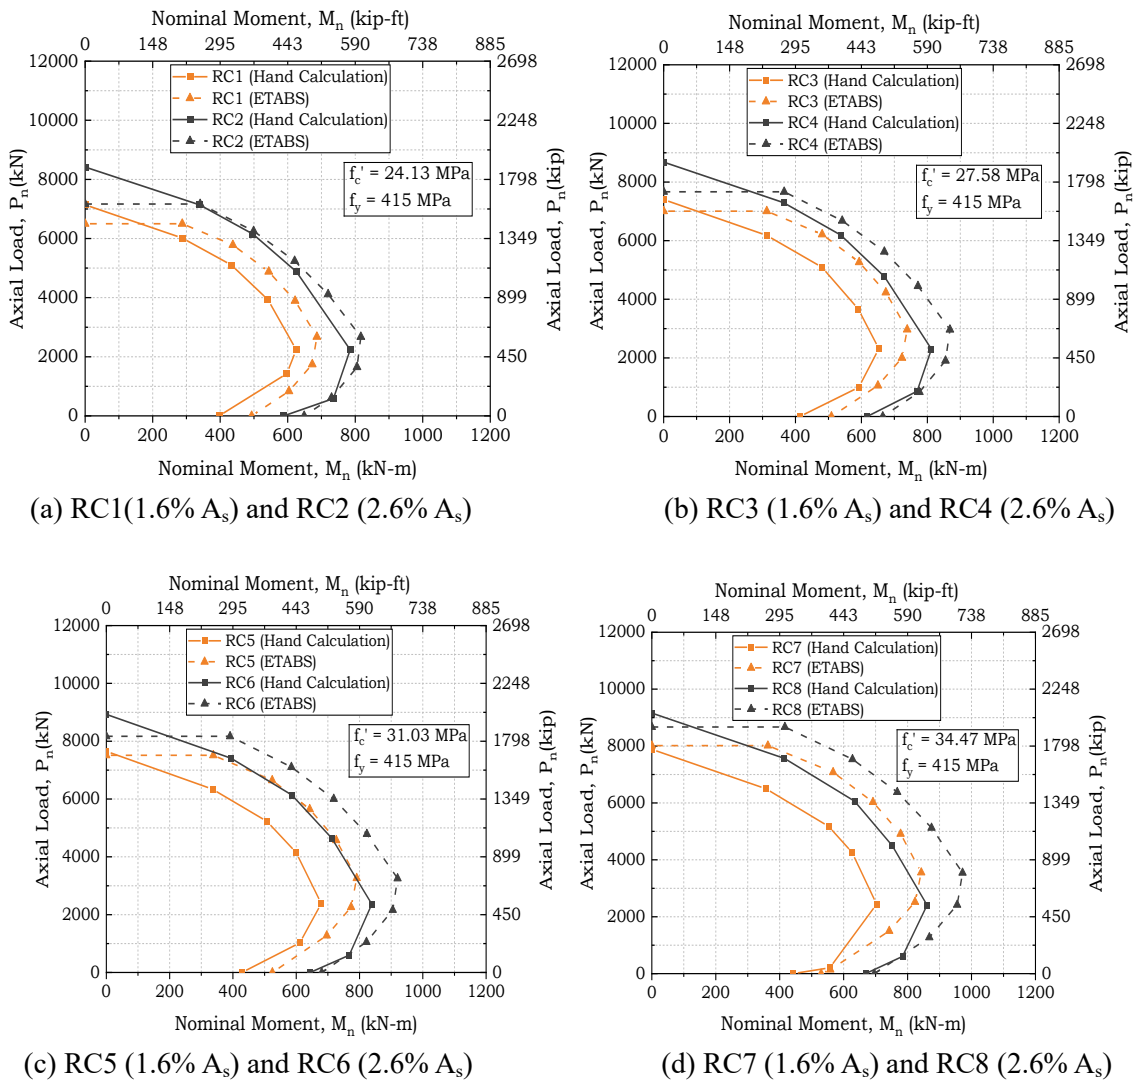 Nominal Moment, Mn (kip-ft)
0 148 295 443 590 738 885
12000 10000 8000 6000 4000 2000 0
Axial Load, Pn(kN)
RC1 (Hand Calculation)
RC1 (ETABS)
RC2 (Hand Calculation)
RC2 (ETABS)
fc' = 24.13 MPa
fy = 415 MPa
2698 2248 1798 1349 899 450 0
Axial Load, Pn(kip)
0 200 400 600 800 1000 1200
Nominal Moment, Mn (kN-m)
(a) RC1(1.6% As) and RC2 (2.6% As)
Nominal Moment, Mn (kip-ft)
0 148 295 443 590 738 885
12000 10000 8000 6000 4000 2000 0
Axial Load, Pn(kN)
RC3 (Hand Calculation)
RC3 (ETABS)
RC4 (Hand Calculation)
RC4 (ETABS)
fc' = 27.58 MPa
fy = 415 MPa
2698 2248 1798 1349 899 450 0
Axial Load, Pn(kip)
0 200 400 600 800 1000 1200
Nominal Moment, Mn (kN-m)
(b) RC3 (1.6% As) and RC4 (2.6% As)
Nominal Moment, Mn (kip-ft)
0 148 295 443 590 738 885
12000 10000 8000 6000 4000 2000 0
Axial Load, Pn(kN)
RC5 (Hand Calculation)
RC5 (ETABS)
RC6 (Hand Calculation)
RC6 (ETABS)
fc' = 31.03 MPa
fy = 415 MPa
2698 2248 1798 1349 899 450 0
Axial Load, Pn(kip)
0 200 400 600 800 1000 1200
Nominal Moment, Mn (kN-m)
(c) RC5 (1.6% As) and RC6 (2.6% As)
Nominal Moment, Mn (kip-ft)
0 148 295 443 590 738 885
12000 10000 8000 6000 4000 2000 0
Axial Load, Pn(kN)
RC7 (Hand Calculation)
RC7 (ETABS)
RC8 (Hand Calculation)
RC8 (ETABS)
fc' = 34.47 MPa
fy = 415 MPa
2698 2248 1798 1349 899 450 0
Axial Load, Pn(kip)
0 200 400 600 800 1000 1200
Nominal Moment, Mn (kN-m)
(d) RC7 (1.6% As) and RC8 (2.6% As)